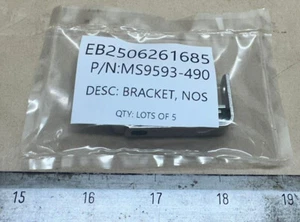 EB2506261685
P/N:MS9593-490
DESC: BRACKET, NOS
QTY: LOTS OF 5
15 16 17 18 19